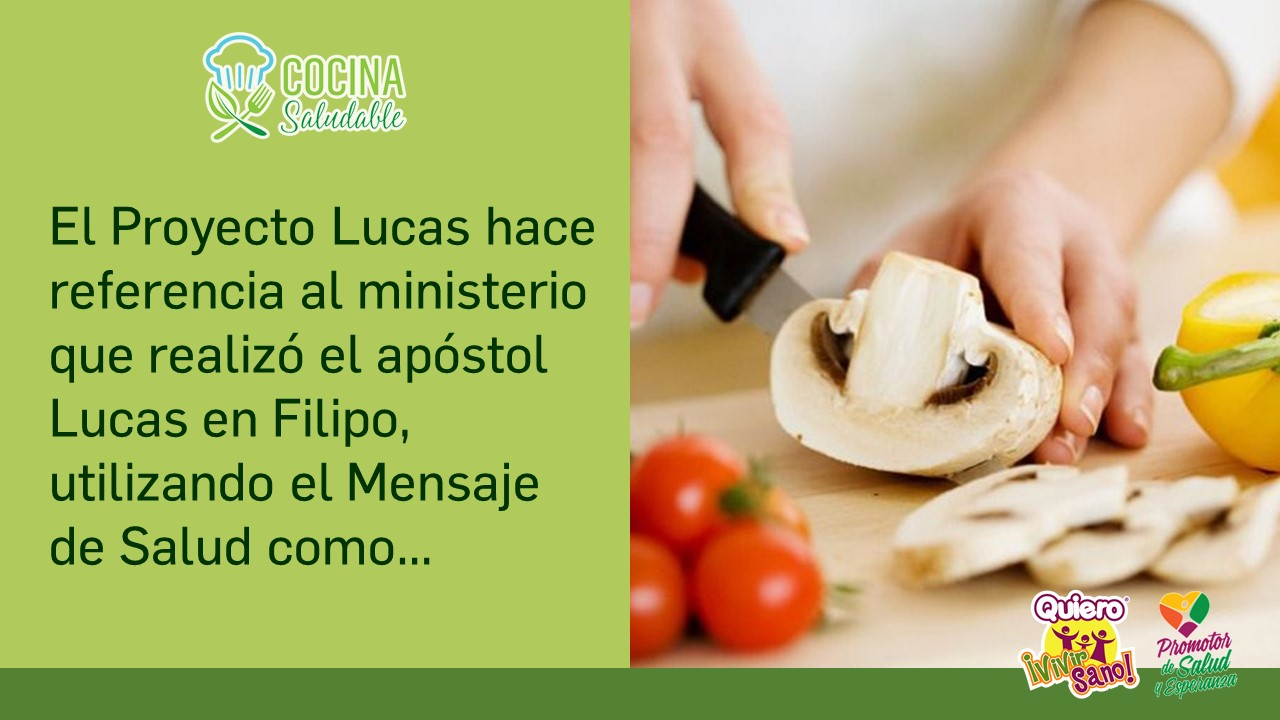 COCINA
Saludable
El Proyecto Lucas hace
referencia al ministerio
que realizó el apóstol
Lucas en Filipo,
utilizando el Mensaje
de Salud como...
Quiero®
¡Vivir
Sano!
Promotor
de Salud
y Esperanza